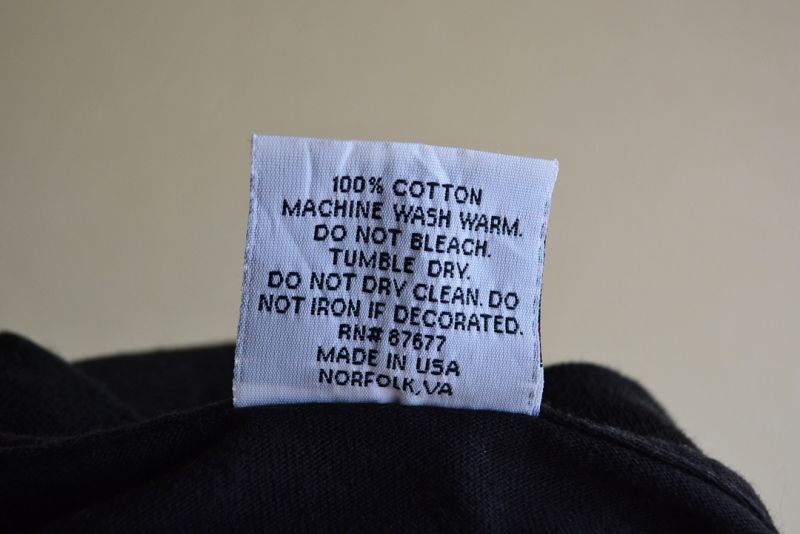 100% COTTON
MACHINE WASH WARM.
DO NOT BLEACH.
TUMBLE DRY.
DO NOT DRY CLEAN. DO
NOT IRON IF DECORATED.
RN# 87677
MADE IN USA
NORFOLK, VA